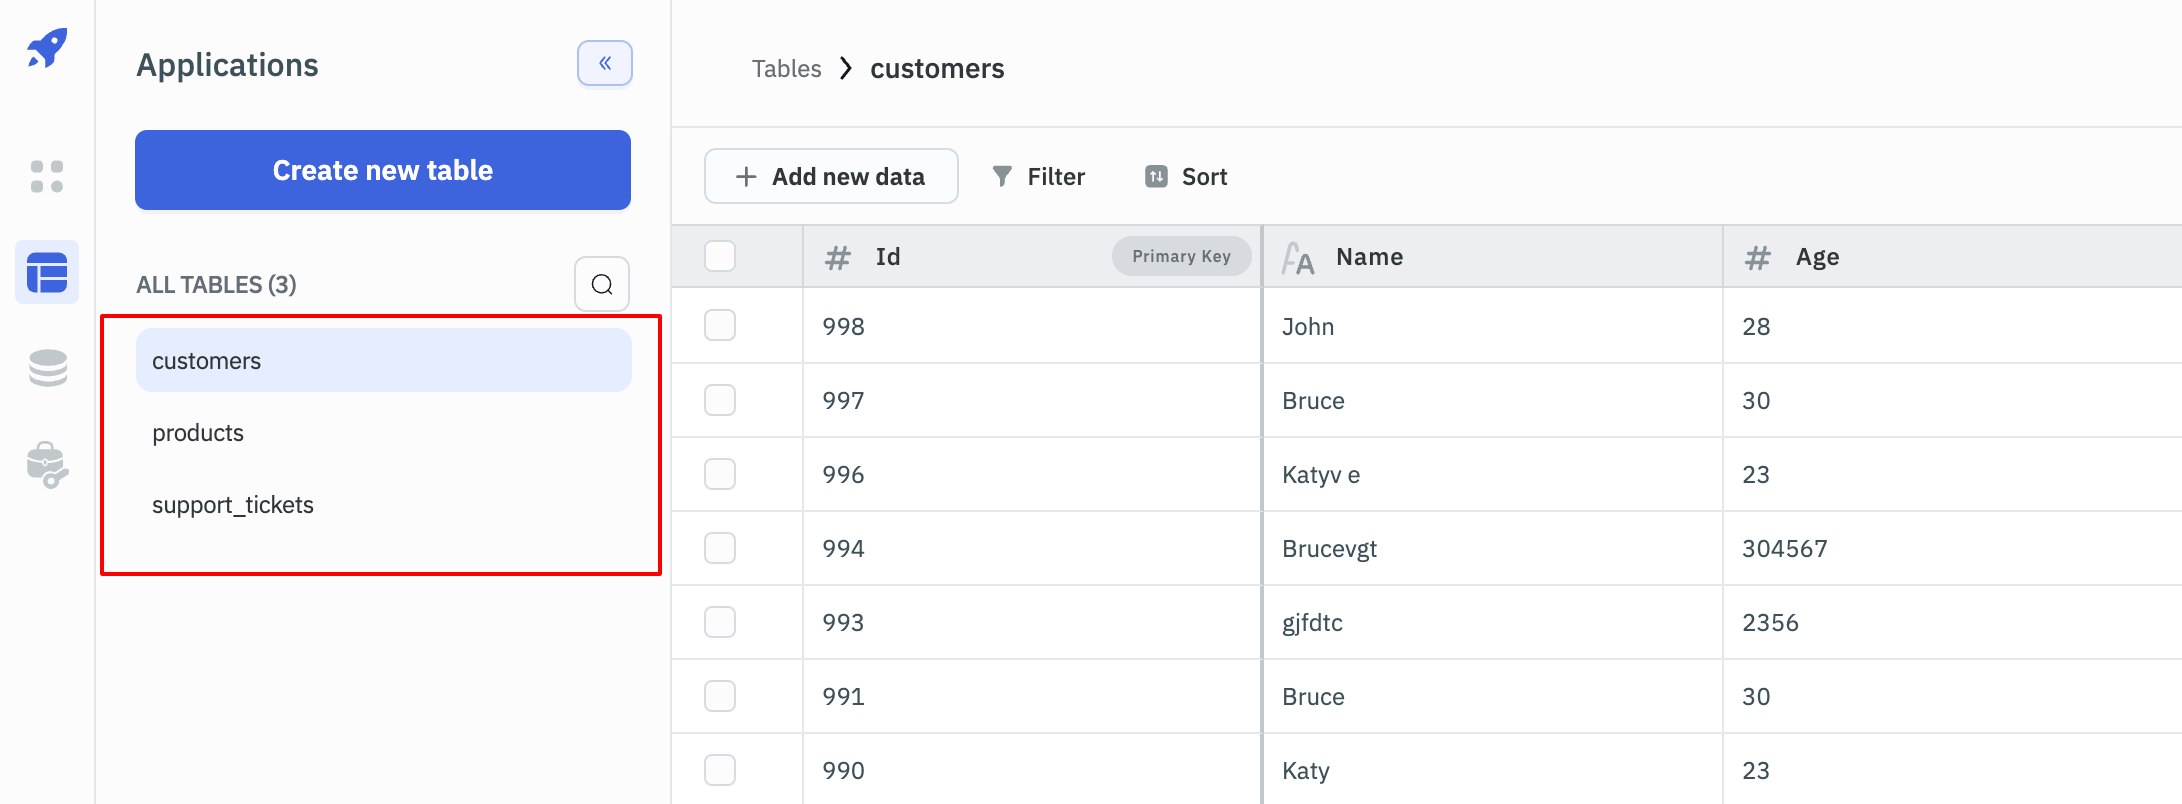 Applications
«
Create new table
ALL TABLES (3)
customers
products
support_tickets
Tables > customers
+ Add new data Filter Sort
# Id Primary Key AA Name # Age
998 John 28
997 Bruce 30
996 Katyv e 23
994 Brucevgt 304567
993 gjfdtc 2356
991 Bruce 30
990 Katy 23